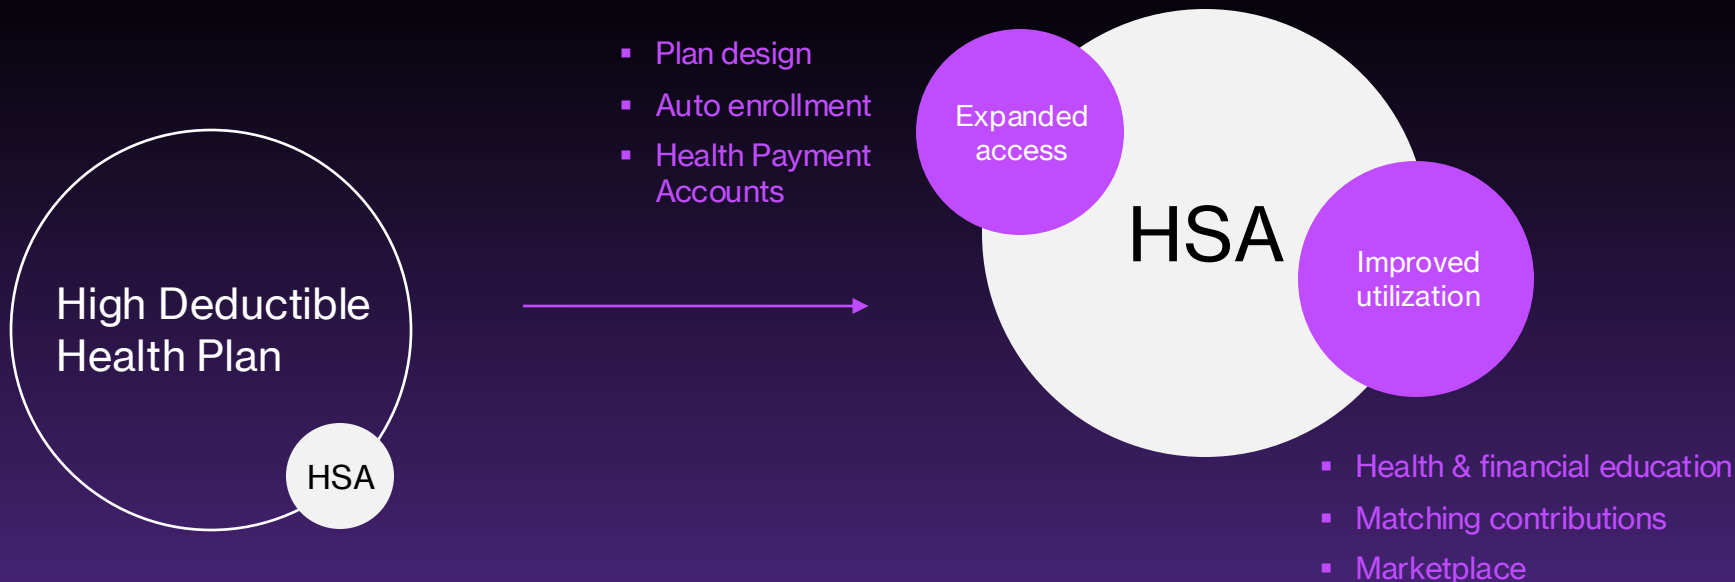 High Deductible
Health Plan
HSA
▪ Plan design
▪ Auto enrollment
▪ Health Payment
Accounts
Expanded
access
HSA
Improved
utilization
▪ Health & financial education
▪ Matching contributions
▪ Marketplace